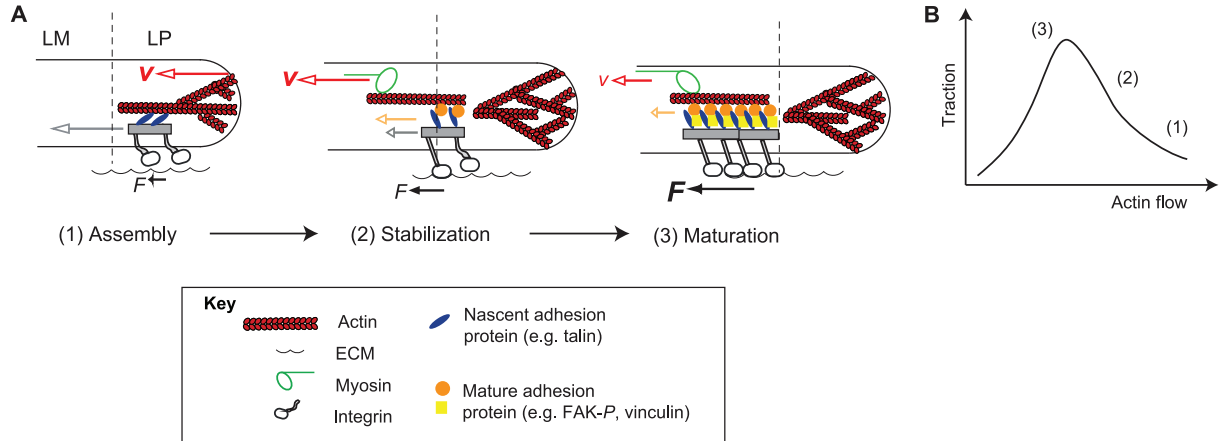 A
LM
LP
v
F
v
F
v
F
(1) Assembly
(2) Stabilization
(3) Maturation
B
Traction
(3)
(2)
(1)
Actin flow
Key
Actin
ECM
Myosin
Integrin
Nascent adhesion
protein (e.g. talin)
Mature adhesion
protein (e.g. FAK-P, vinculin)